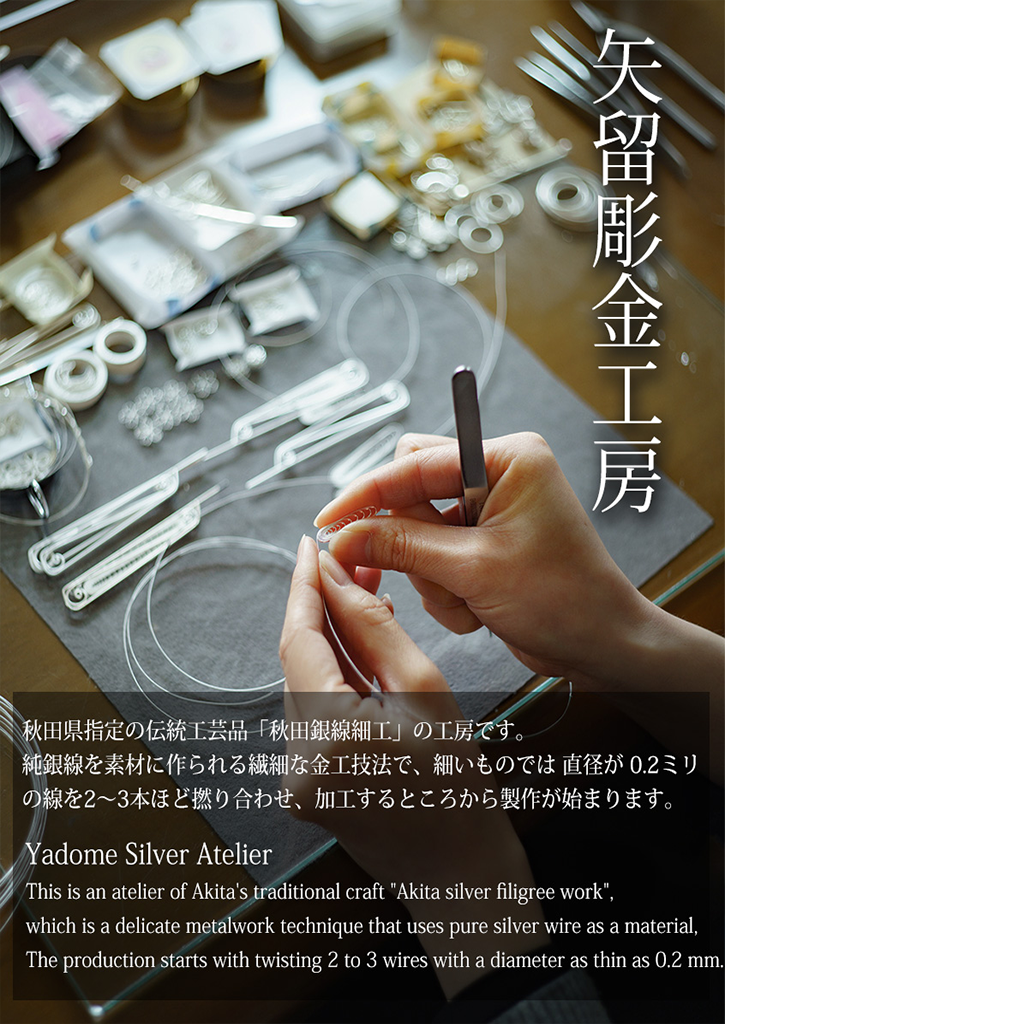 矢留彫金工房
秋田県指定の伝統工芸品「秋田銀線細工」の工房です。
純銀線を素材に作られる繊細な金工技法で、細いものでは 直径が 0.2ミリ
の線を2〜3本ほど撚り合わせ、加工するところから製作が始まります。
Yadome Silver Atelier
This is an atelier of Akita's traditional craft "Akita silver filigree work",
which is a delicate metalwork technique that uses pure silver wire as a material,
The production starts with twisting 2 to 3 wires with a diameter as thin as 0.2 mm.